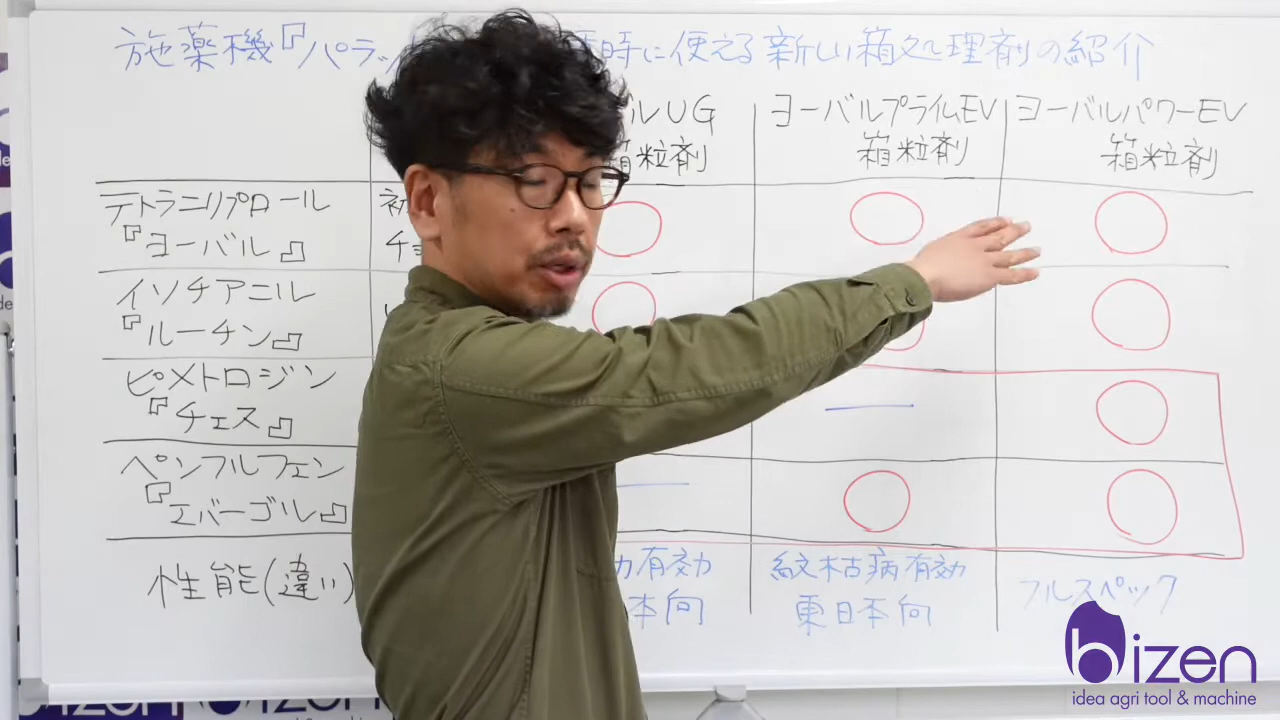 施薬機『パラッ 時に使える新しい箱処理剤の紹介
ルUG
箱粒剤
ヨーバルプライムEV
箱粒剤
ヨーバルパワーEV
箱粒剤
テトラニリプロール
『ヨーバル』
イソチアニル
『ルーチン』
ピメトロジン
『チェス』
ペンフルフェン
『エバーゴル』
性能(違い)
有効
本向
紋枯病有効
東日本向
フルスペック
bizen
idea agri tool & machine